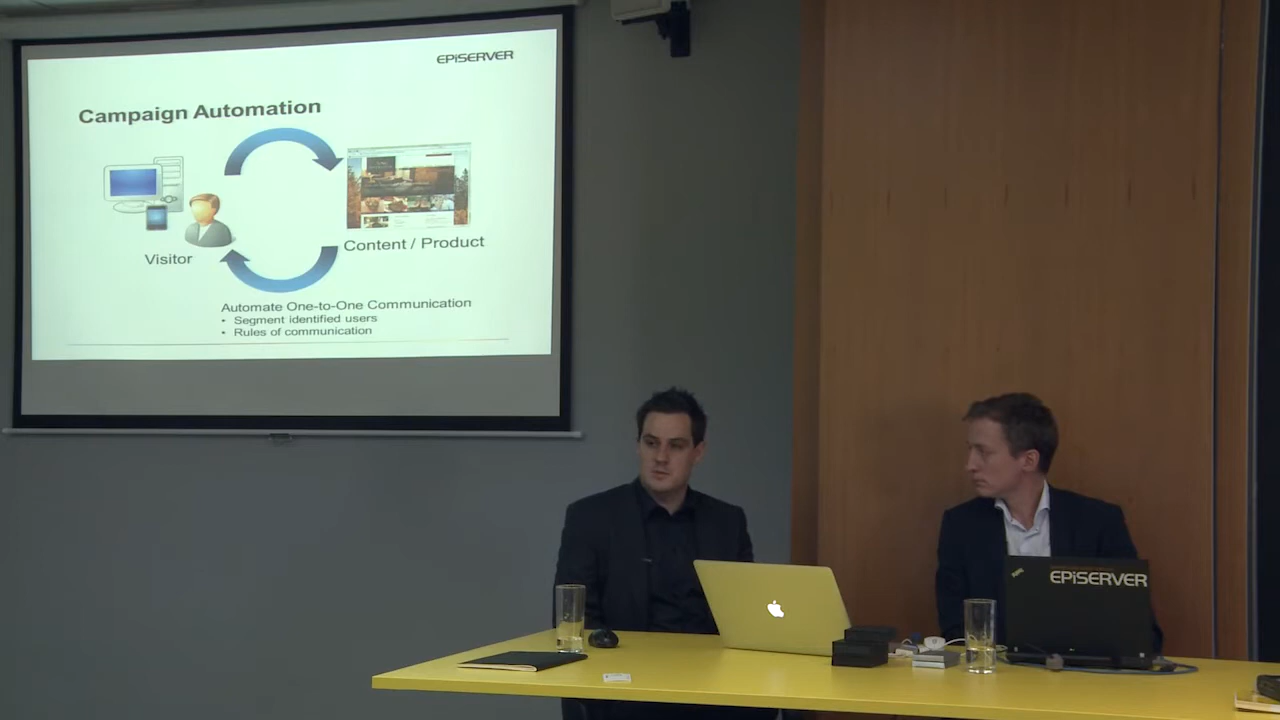 EPiSERVER
Campaign Automation
Visitor
Content / Product
Automate One-to-One Communication
• Segment identified users
• Rules of communication
EPiSERVER